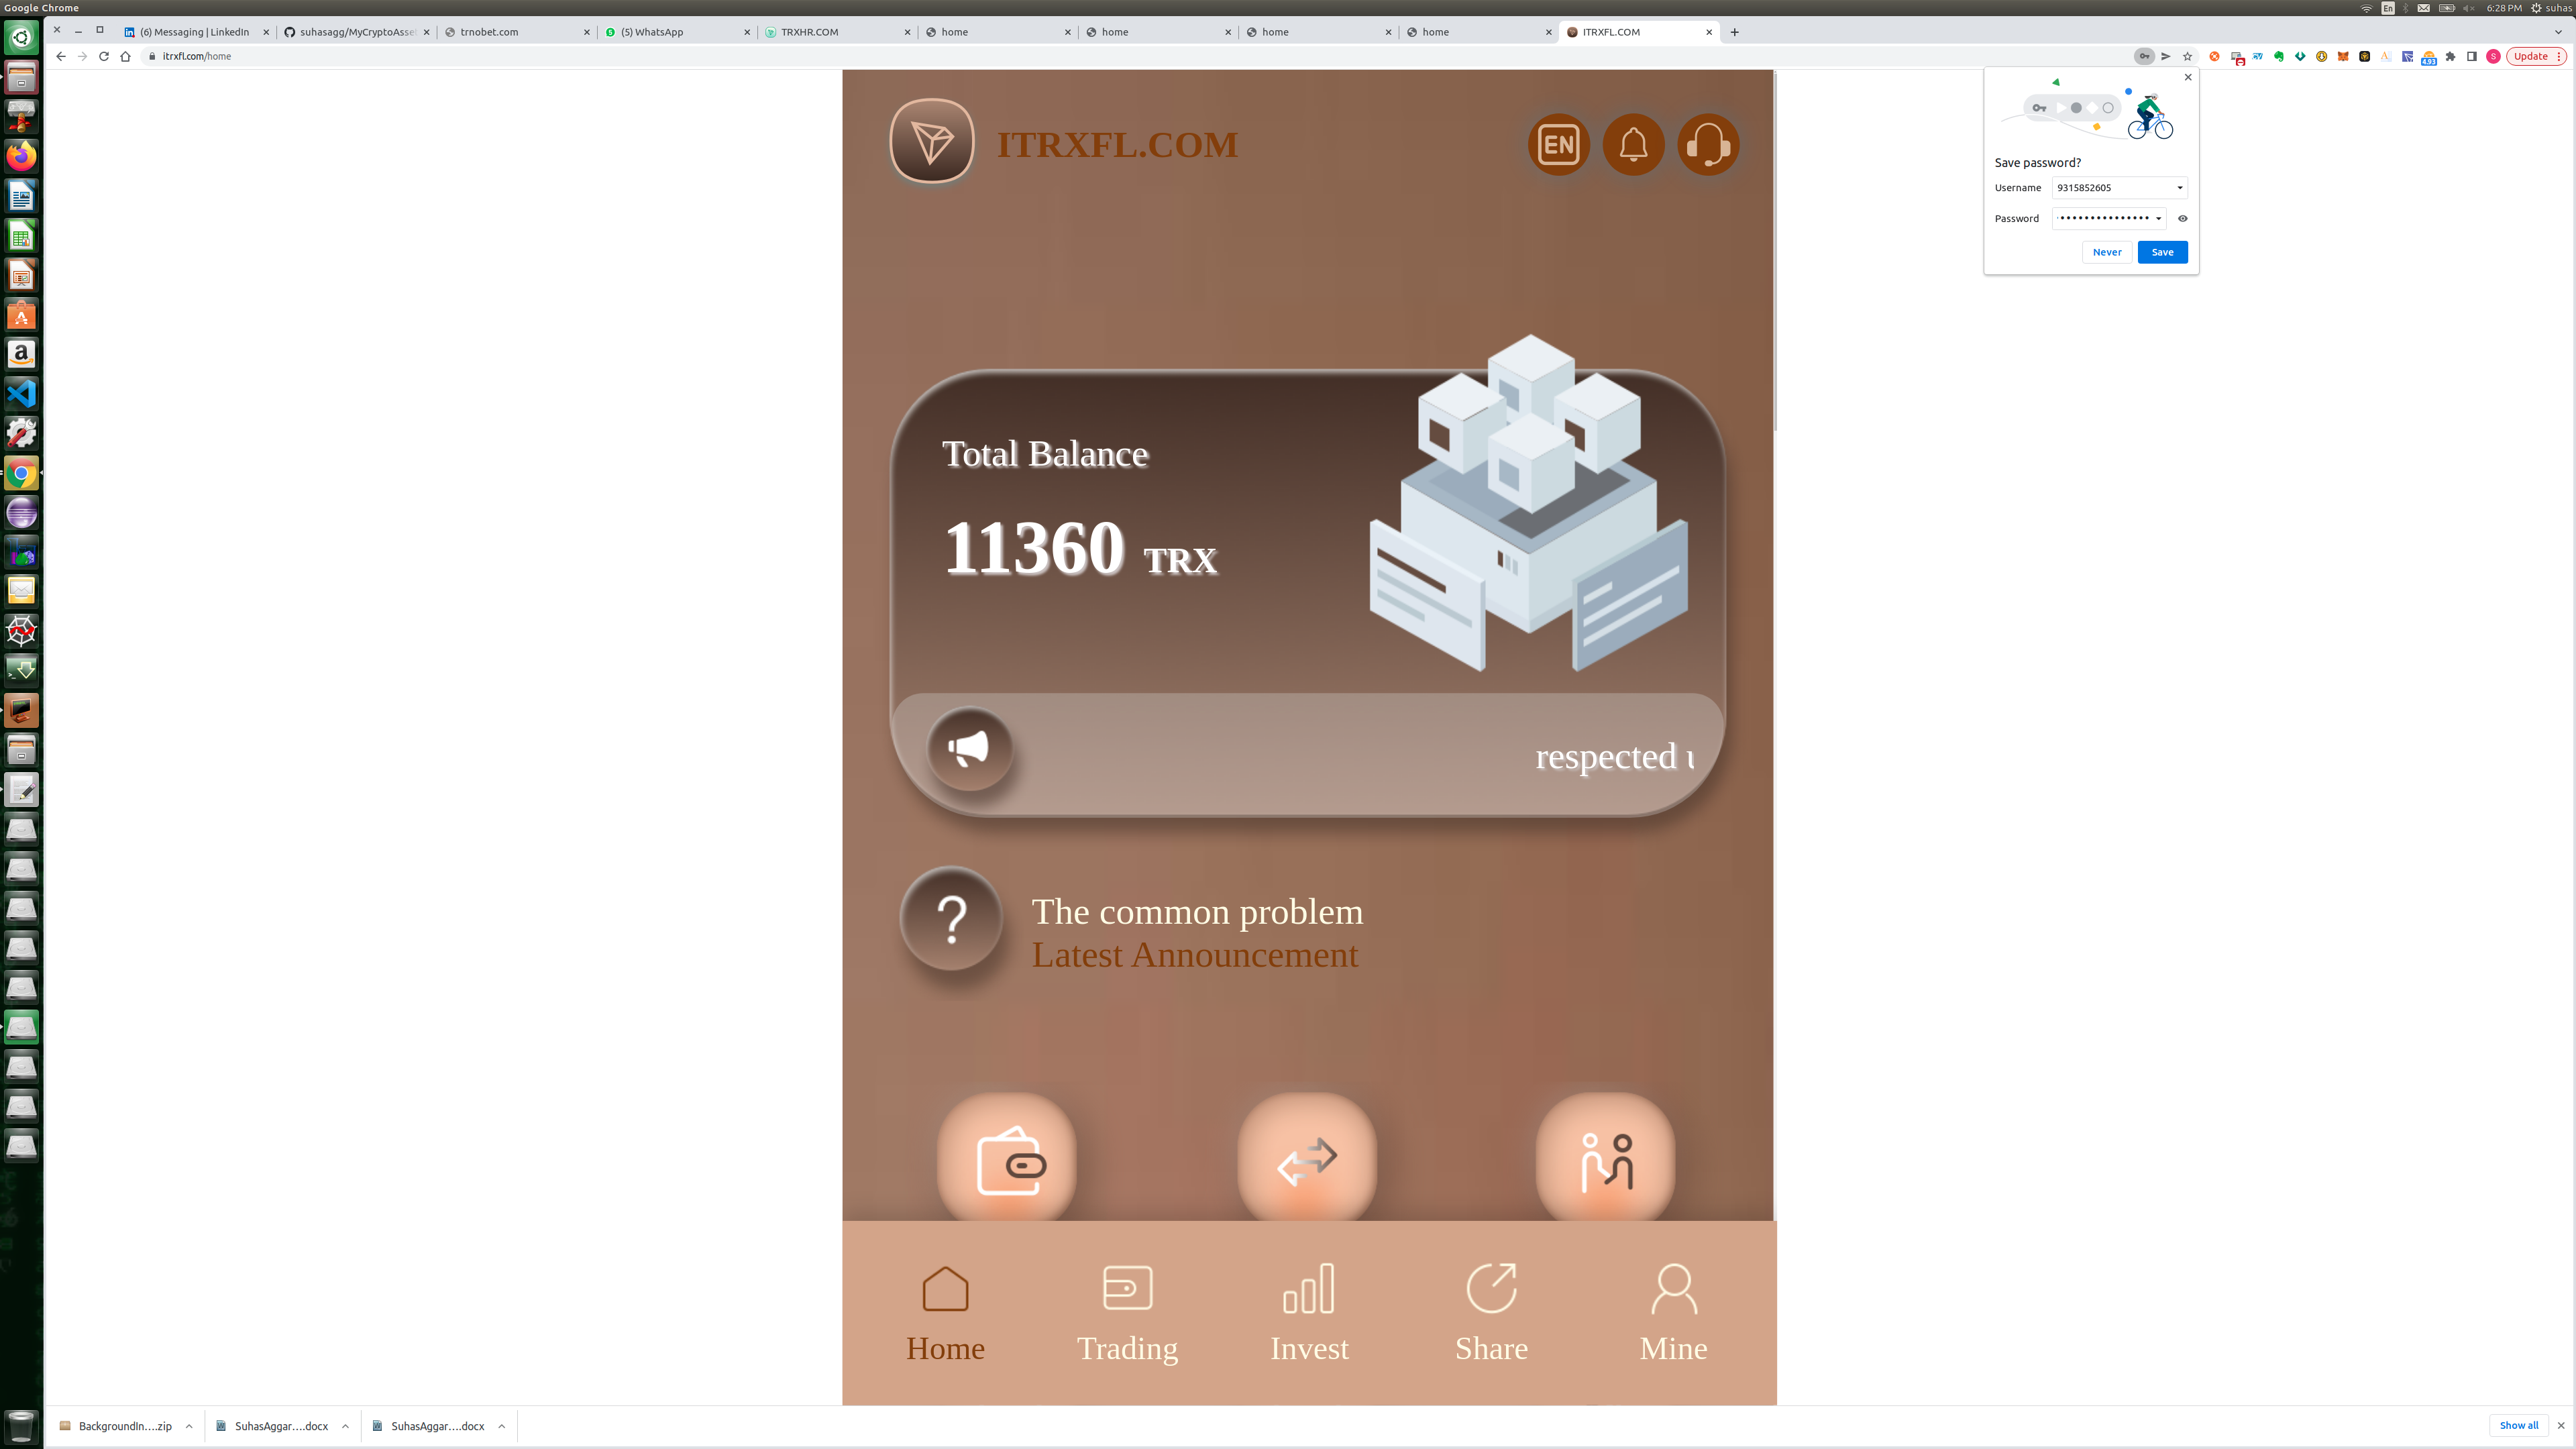 Google Chrome
En
6:28 PM
suhas
(6) Messaging | LinkedIn
suhasagg/MyCryptoAsse
trnobet.com
(5) WhatsApp
TRXHR.COM
home
home
home
home
ITRXFL.COM
itrxfl.com/home
4.93
S
Update
ITRXFL.COM
EN
Save password?
Username
9315852605
Password
•••••••••••••••
Never
Save
Total Balance
11360 TRX
respected
?
The common problem
Latest Announcement
Home
Trading
Invest
Share
Mine
BackgroundIn....zip
SuhasAggar....docx
SuhasAggar....docx
Show all